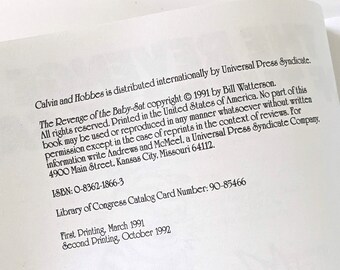 Calvin and Hobbes is distributed internationally by Universal Press Syndicate.
The Revenge of the Baby-Sat copyright © 1991 by Bill Watterson.
All rights reserved. Printed in the United States of America. No part of this
book may be used or reproduced in any manner whatsoever without written
permission except in the case of reprints in the context of reviews. For
information write Andrews and McMeel, a Universal Press Syndicate Company,
4900 Main Street, Kansas City, Missouri 64112.
ISBN: 0-8362-1866-3
Library of Congress Catalog Card Number: 90-85466
First Printing, March 1991
Second Printing, October 1992